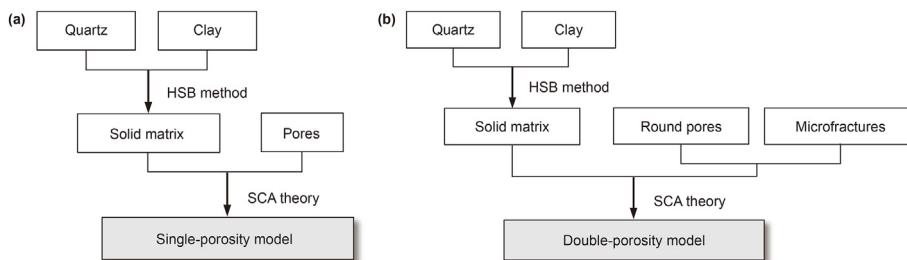 (a)
Quartz
Clay
HSB method
Solid matrix
Pores
SCA theory
Single-porosity model
(b)
Quartz
Clay
HSB method
Solid matrix
Round pores
Microfractures
SCA theory
Double-porosity model